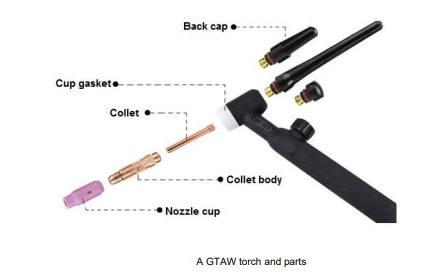 Back cap
Cup gasket
Collet
Collet body
Nozzle cup
A GTAW torch and parts